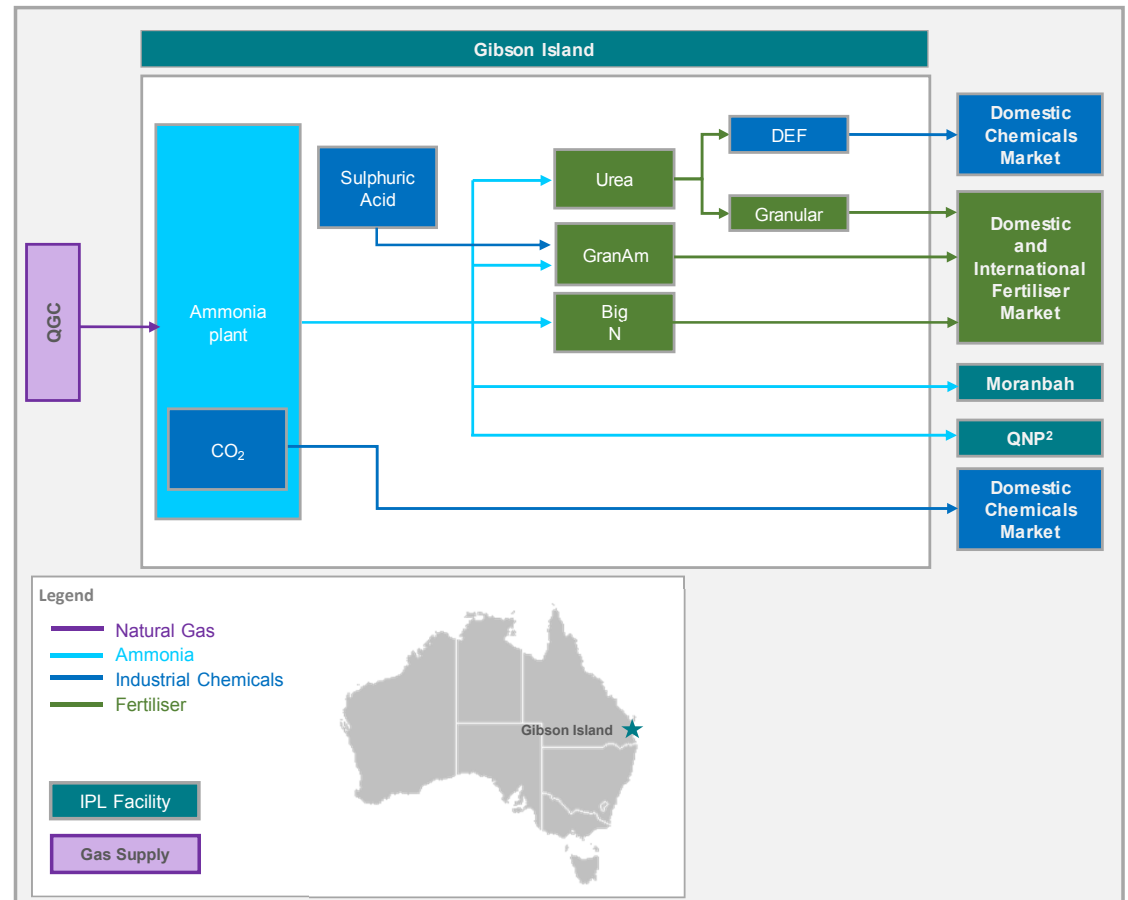 Gibson Island
QGC
Ammonia
plant
CO₂
Sulphuric
Acid
Urea
GranAm
Big
N
DEF
Granular
Domestic
Chemicals
Market
Domestic
and
International
Fertiliser
Market
Moranbah
QNP²
Domestic
Chemicals
Market
Legend
Natural Gas
Ammonia
Industrial Chemicals
Fertiliser
IPL Facility
Gas Supply
Gibson Island